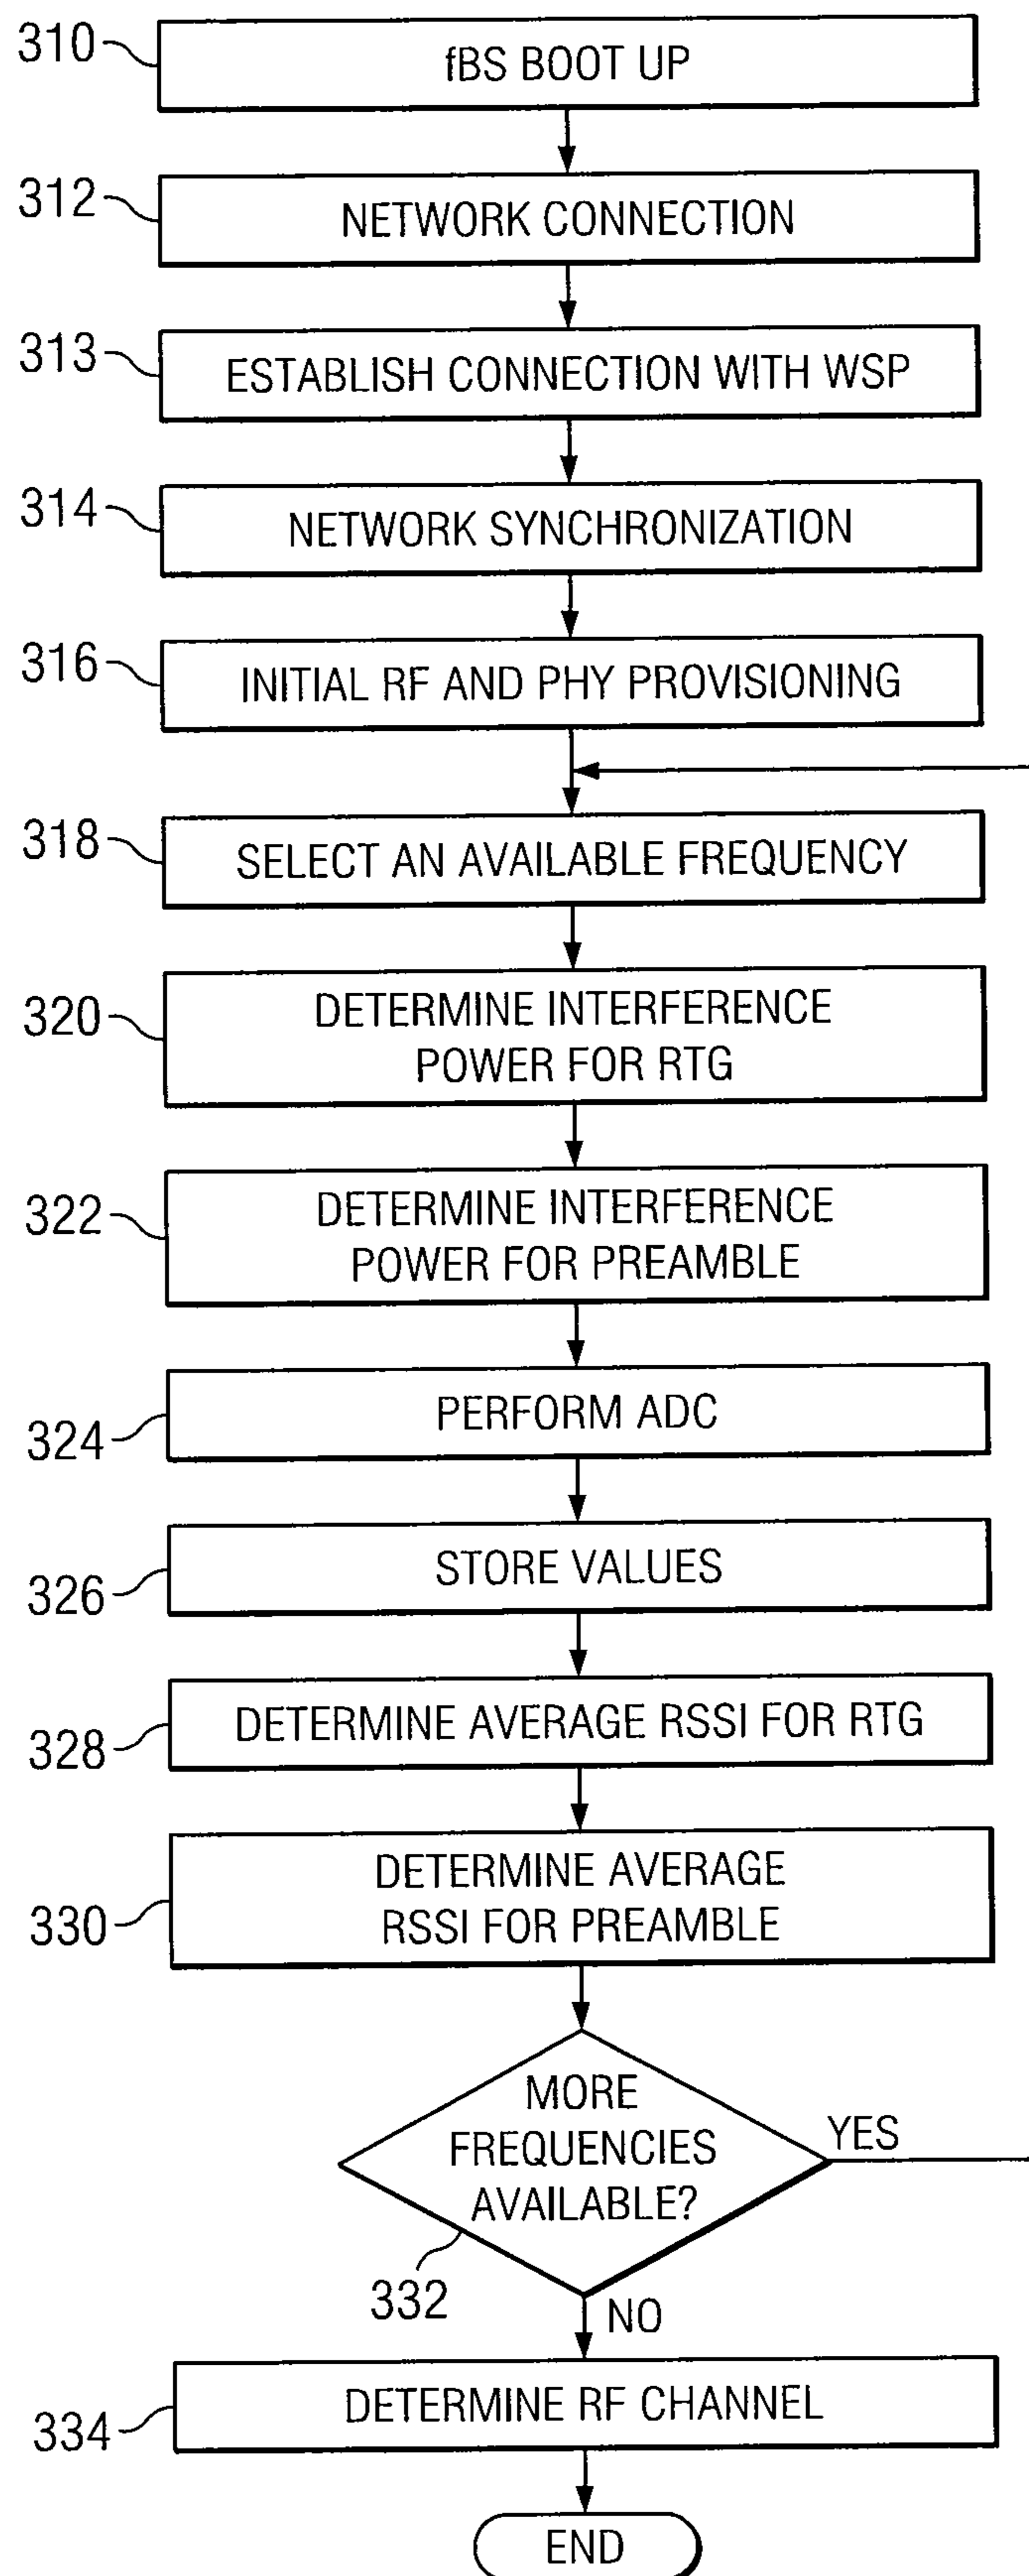 310
fBS BOOT UP
312
NETWORK CONNECTION
313
ESTABLISH CONNECTION WITH WSP
314
NETWORK SYNCHRONIZATION
316
INITIAL RF AND PHY PROVISIONING
318
SELECT AN AVAILABLE FREQUENCY
320
DETERMINE INTERFERENCE
POWER FOR RTG
322
DETERMINE INTERFERENCE
POWER FOR PREAMBLE
324
PERFORM ADC
326
STORE VALUES
328
DETERMINE AVERAGE RSSI FOR RTG
330
DETERMINE AVERAGE
RSSI FOR PREAMBLE
MORE
FREQUENCIES
AVAILABLE?
YES
332
NO
334
DETERMINE RF CHANNEL
END